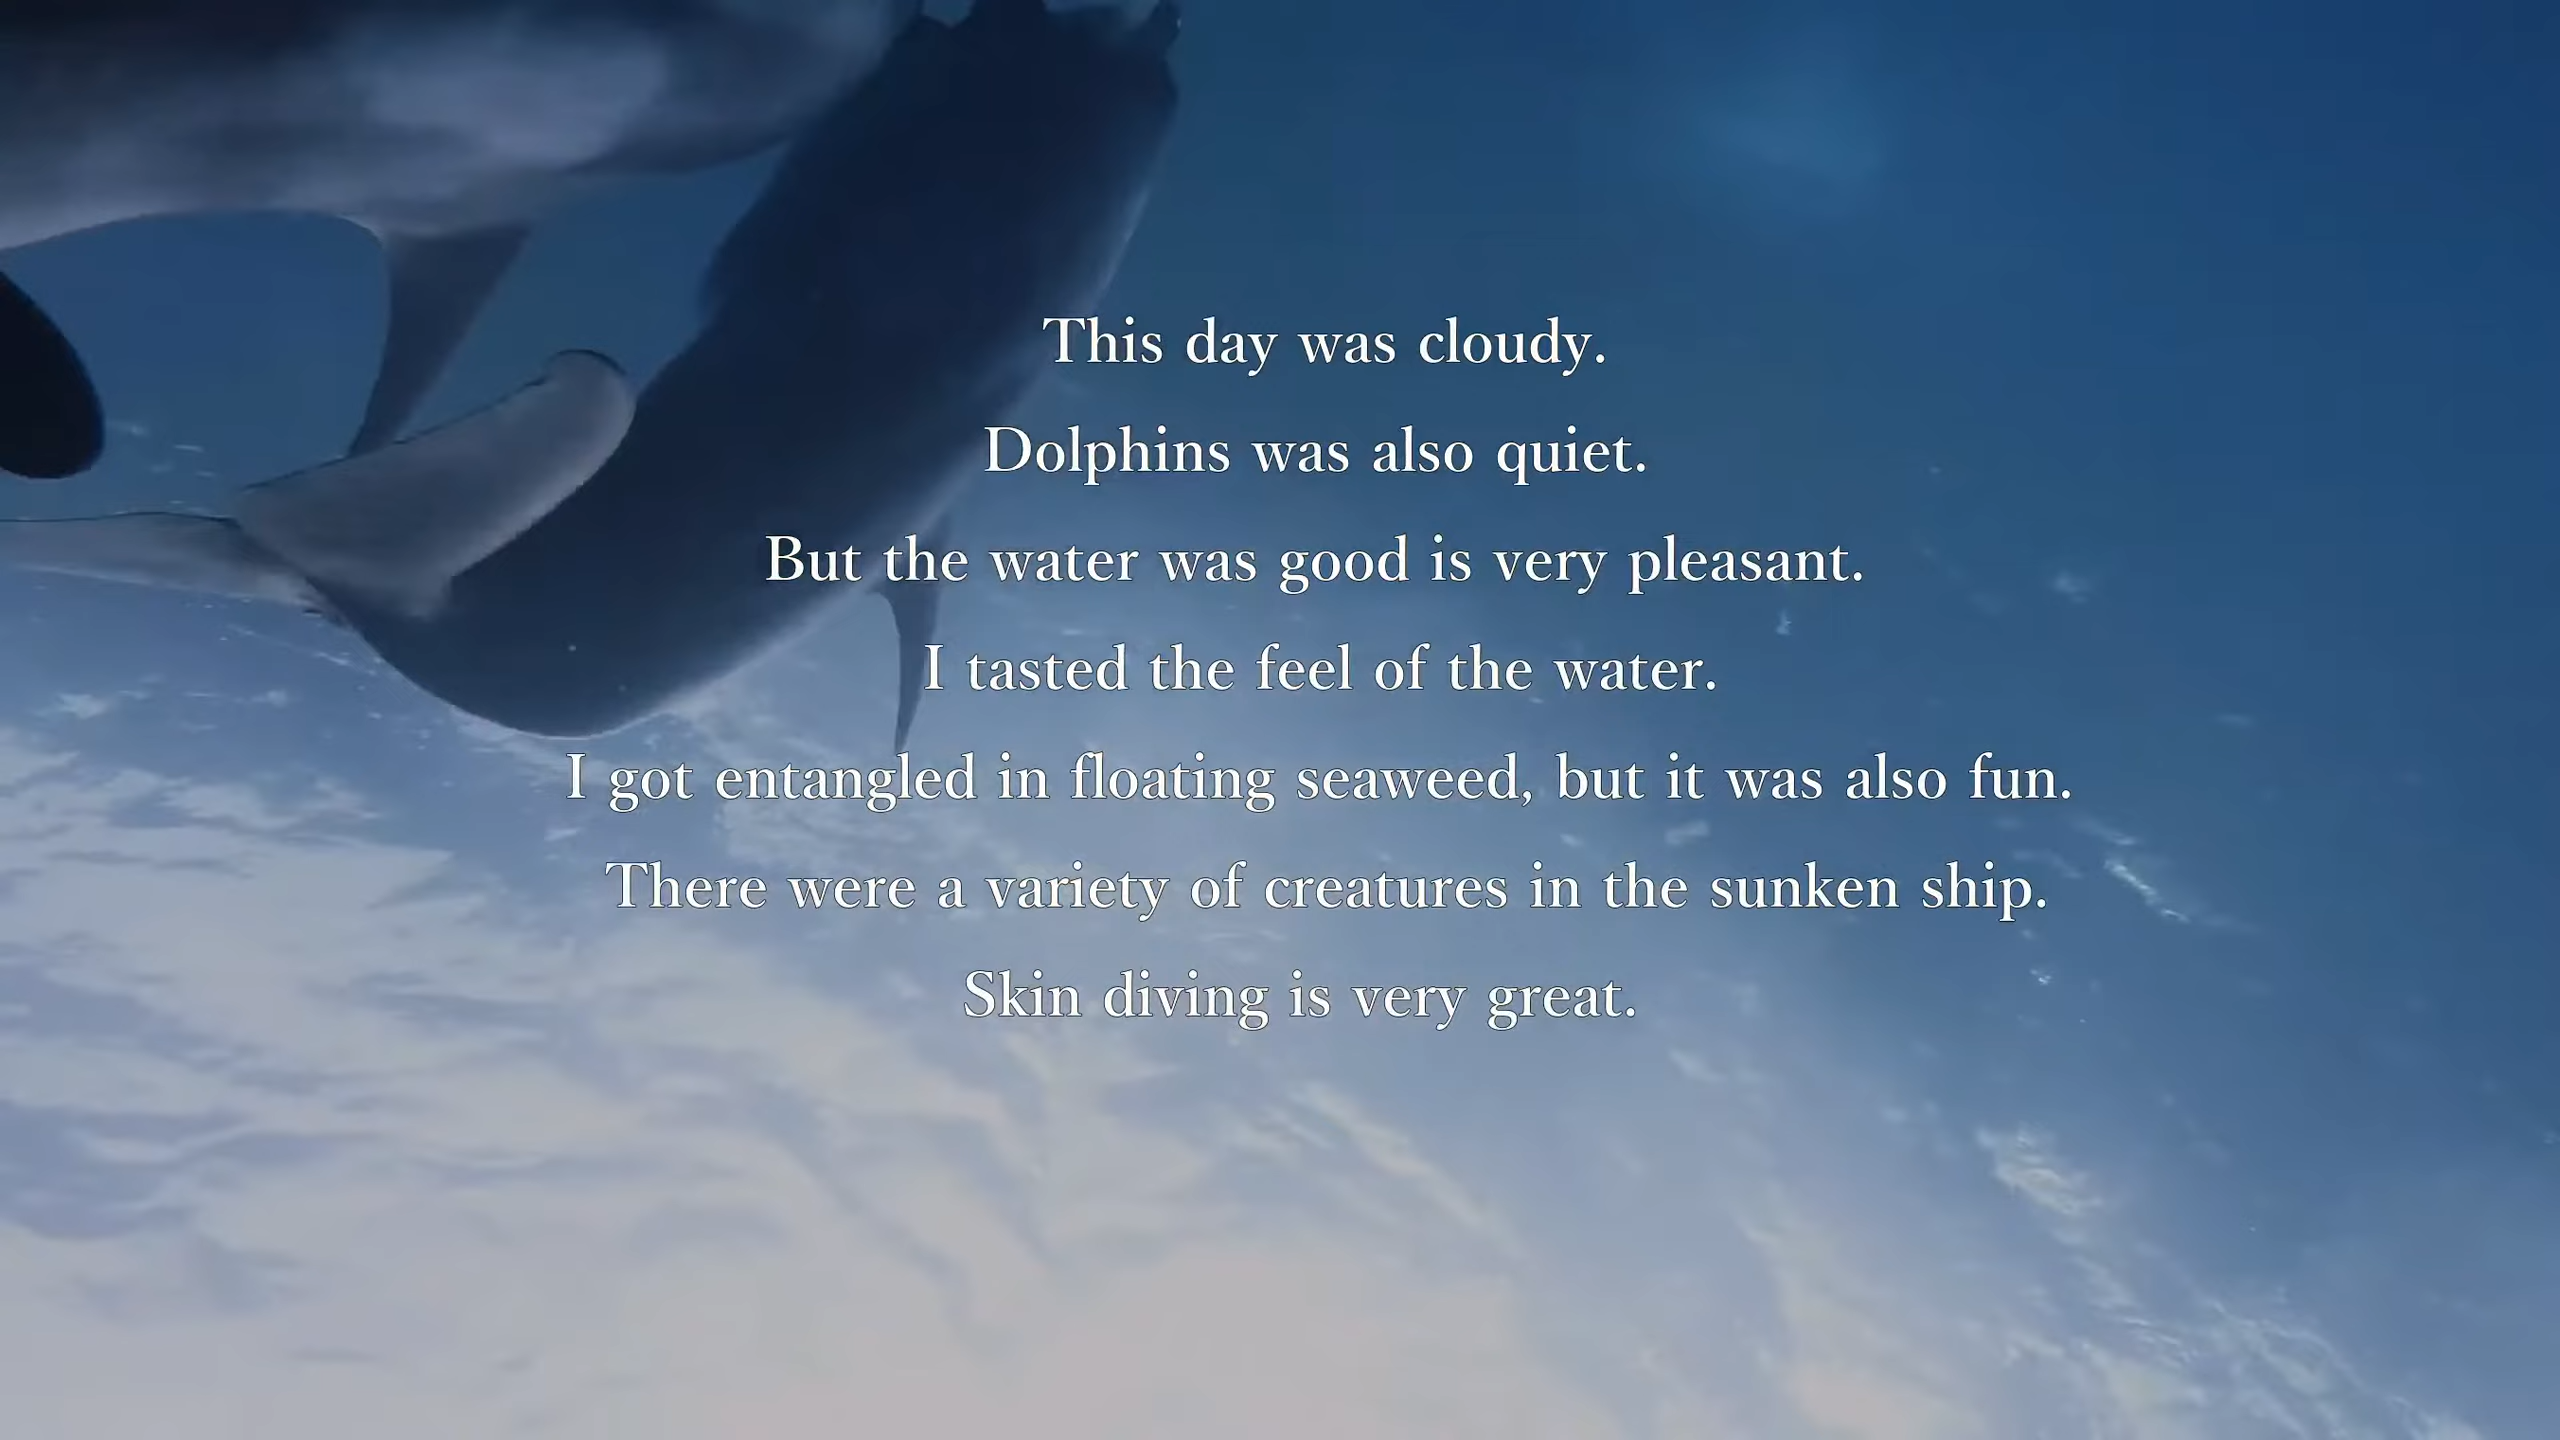 This day was cloudy.
Dolphins was also quiet.
But the water was good is very pleasant.
I tasted the feel of the water.
I got entangled in floating seaweed, but it was also fun.
There were a variety of creatures in the sunken ship.
Skin diving is very great.